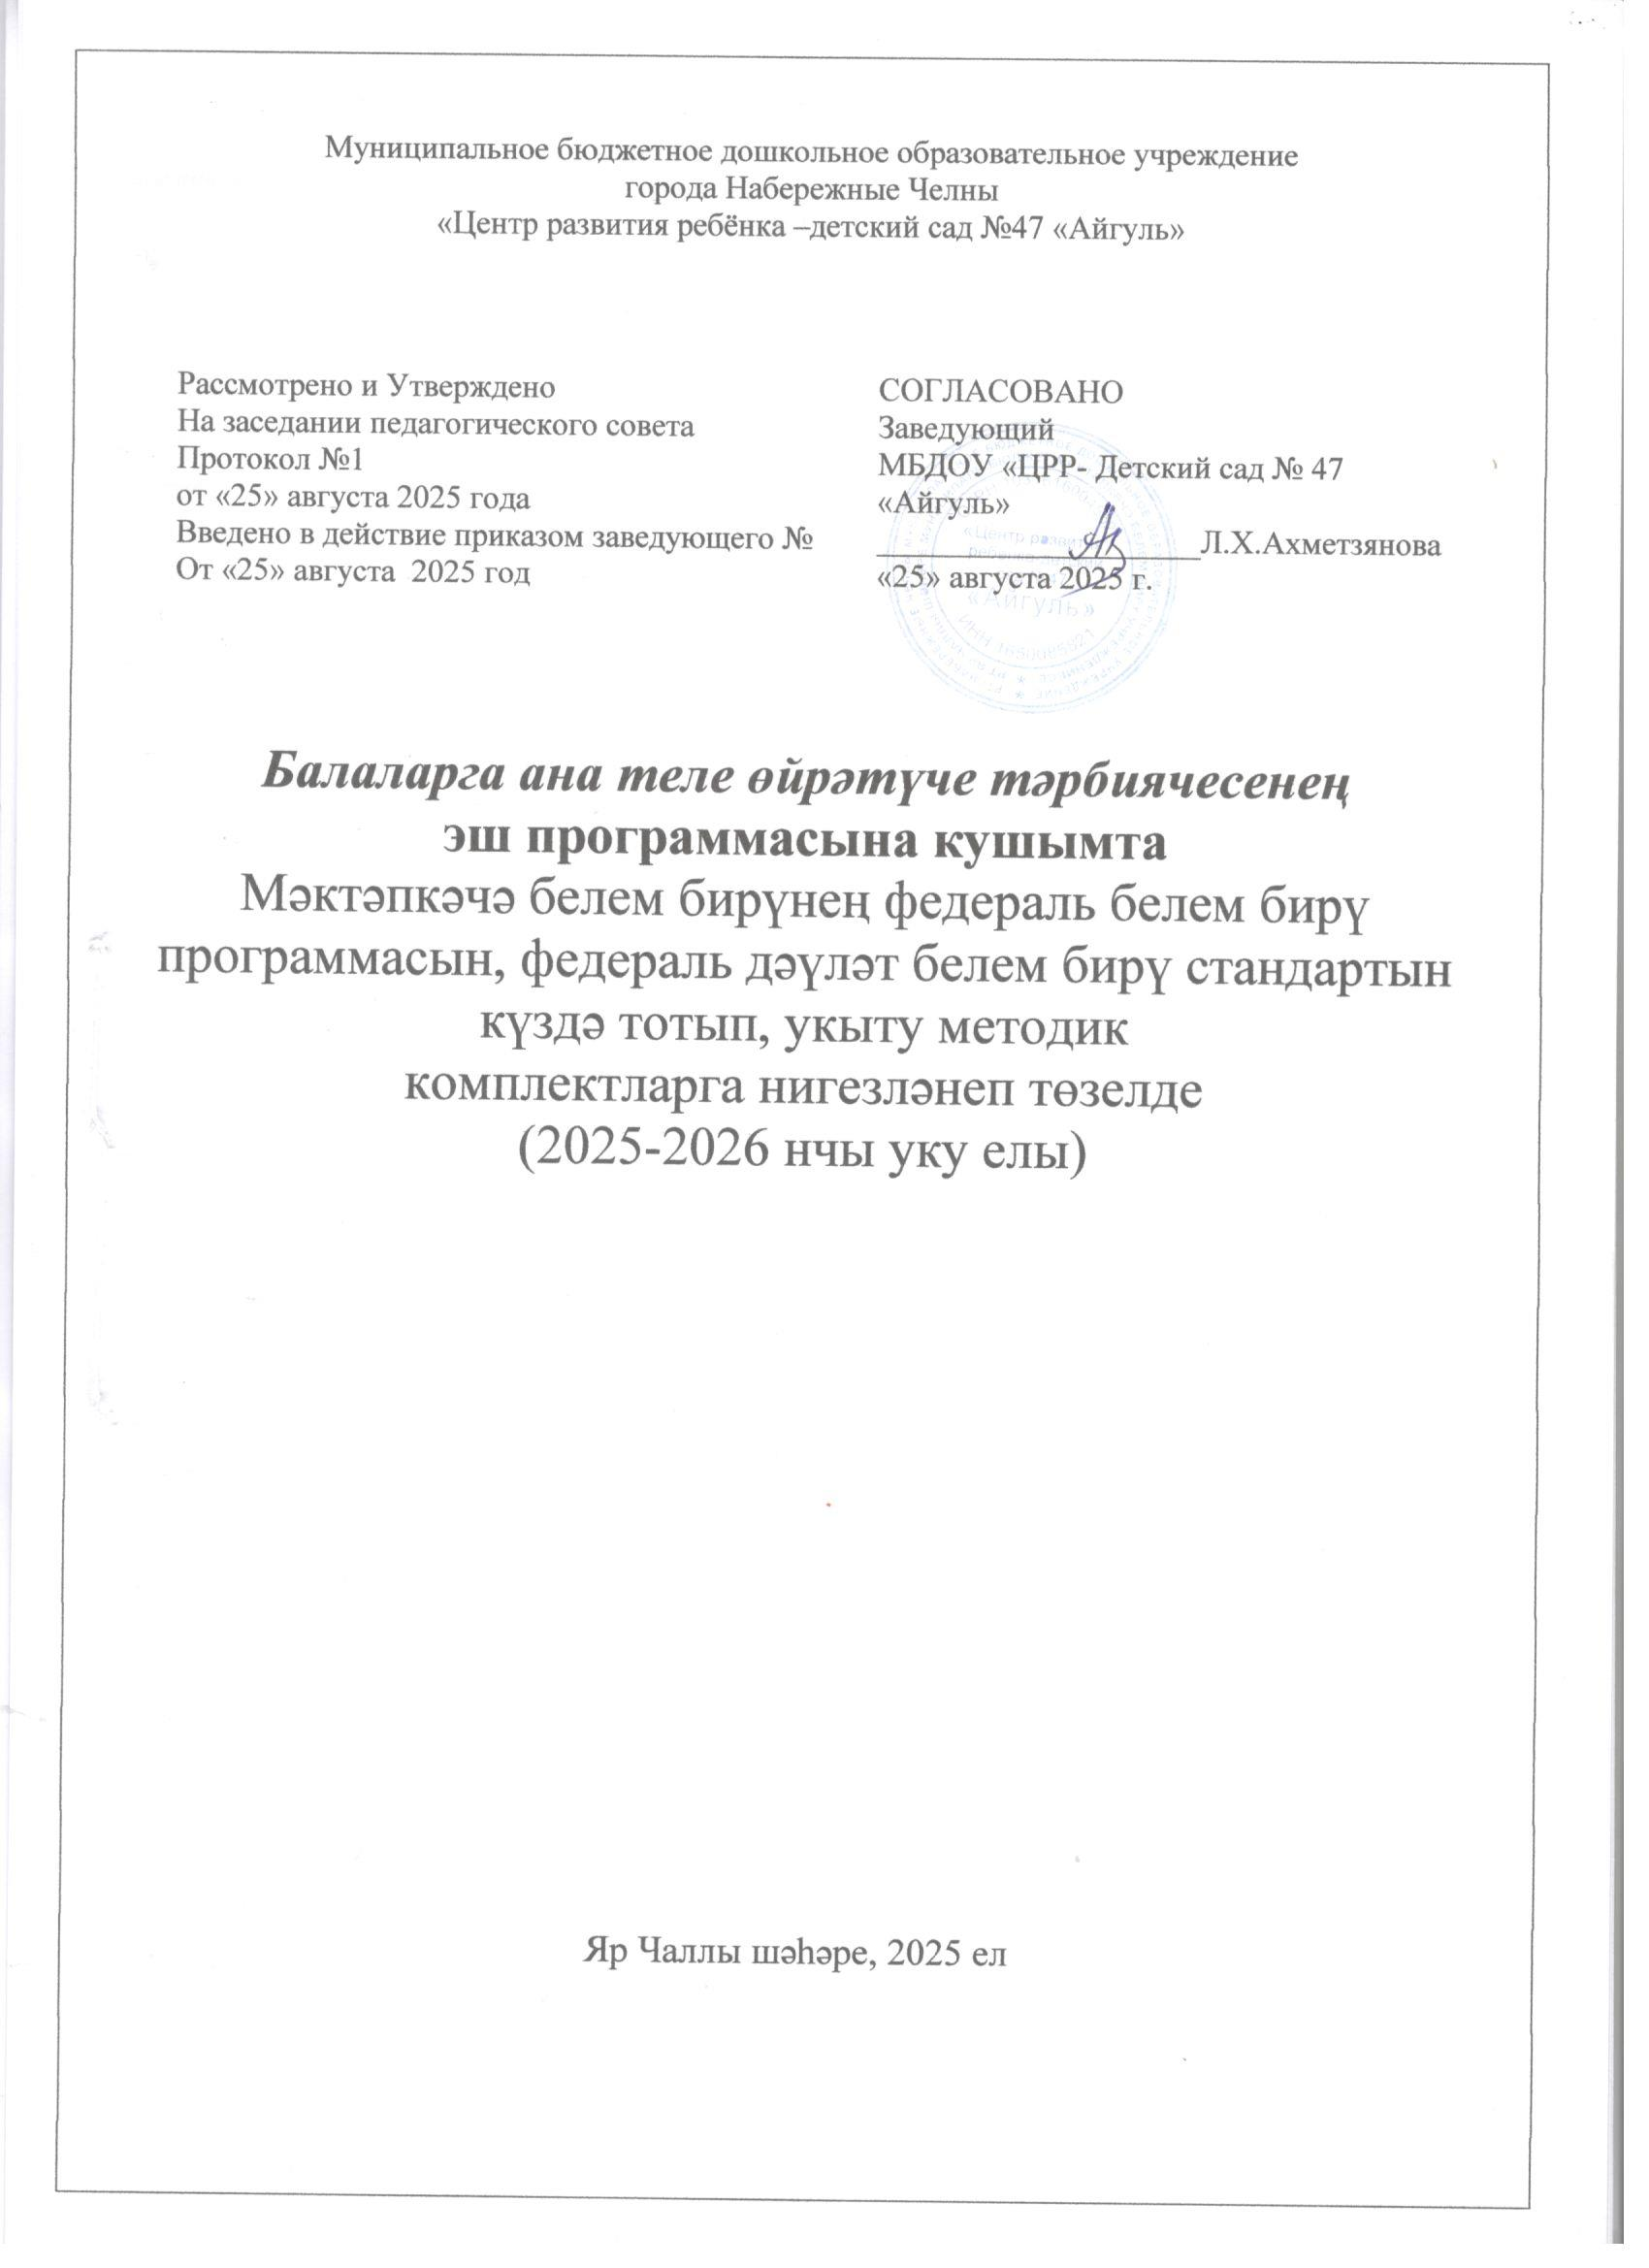 Муниципальное бюджетное дошкольное образовательное учреждение
города Набережные Челны
«Центр развития ребёнка –детский сад №47 «Айгуль»
Рассмотрено и Утверждено
На заседании педагогического совета
Протокол №1
от «25» августа 2025 года
Введено в действие приказом заведующего №
От «25» августа 2025 год
СОГЛАСОВАНО
Заведующий
МБДОУ «ЦРР- Детский сад № 47
«Айгуль»
____________________Л.Х.Ахметзянова
«25» августа 2025 г.
«Айгуль»
Балаларга ана теле өйрәтүче тәрбиячесенең
эш программасына кушымта
Мәктәпкәчә белем бирүнең федераль белем бирү
программасын, федераль дәүләт белем бирү стандартын
күздә тотып, укыту методик
комплектларга нигезләнеп төзелде
(2025-2026 нчы уку елы)
Яр Чаллы шәһәре, 2025 ел